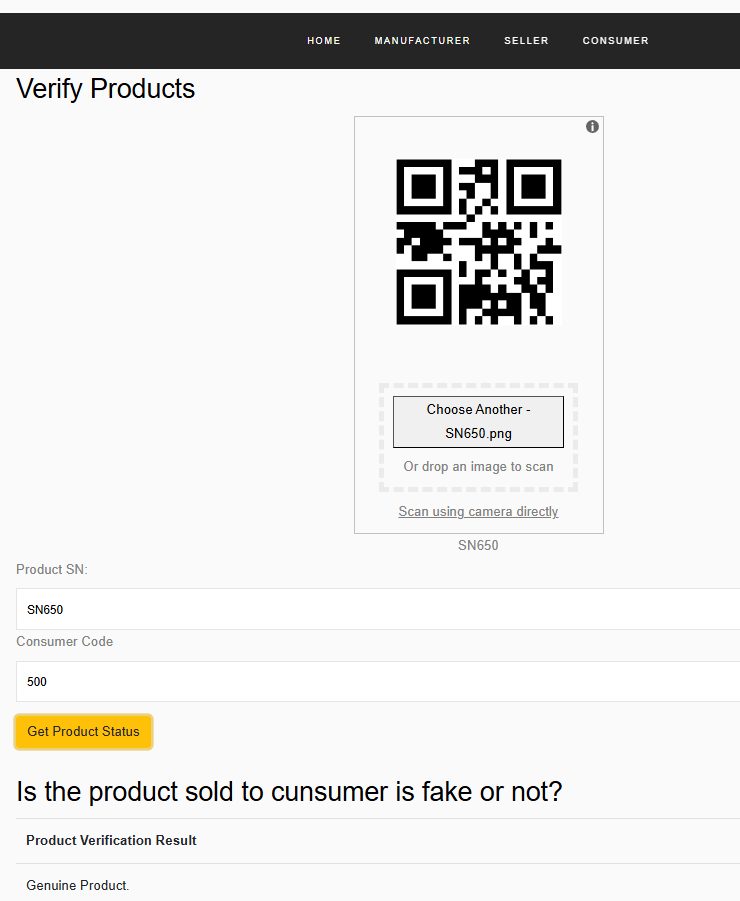 HOME MANUFACTURER SELLER CONSUMER
Verify Products
Choose Another -
SN650.png
Or drop an image to scan
Scan using camera directly
SN650
Product SN:
SN650
Consumer Code
500
Get Product Status
Is the product sold to cunsumer is fake or not?
Product Verification Result
Genuine Product.